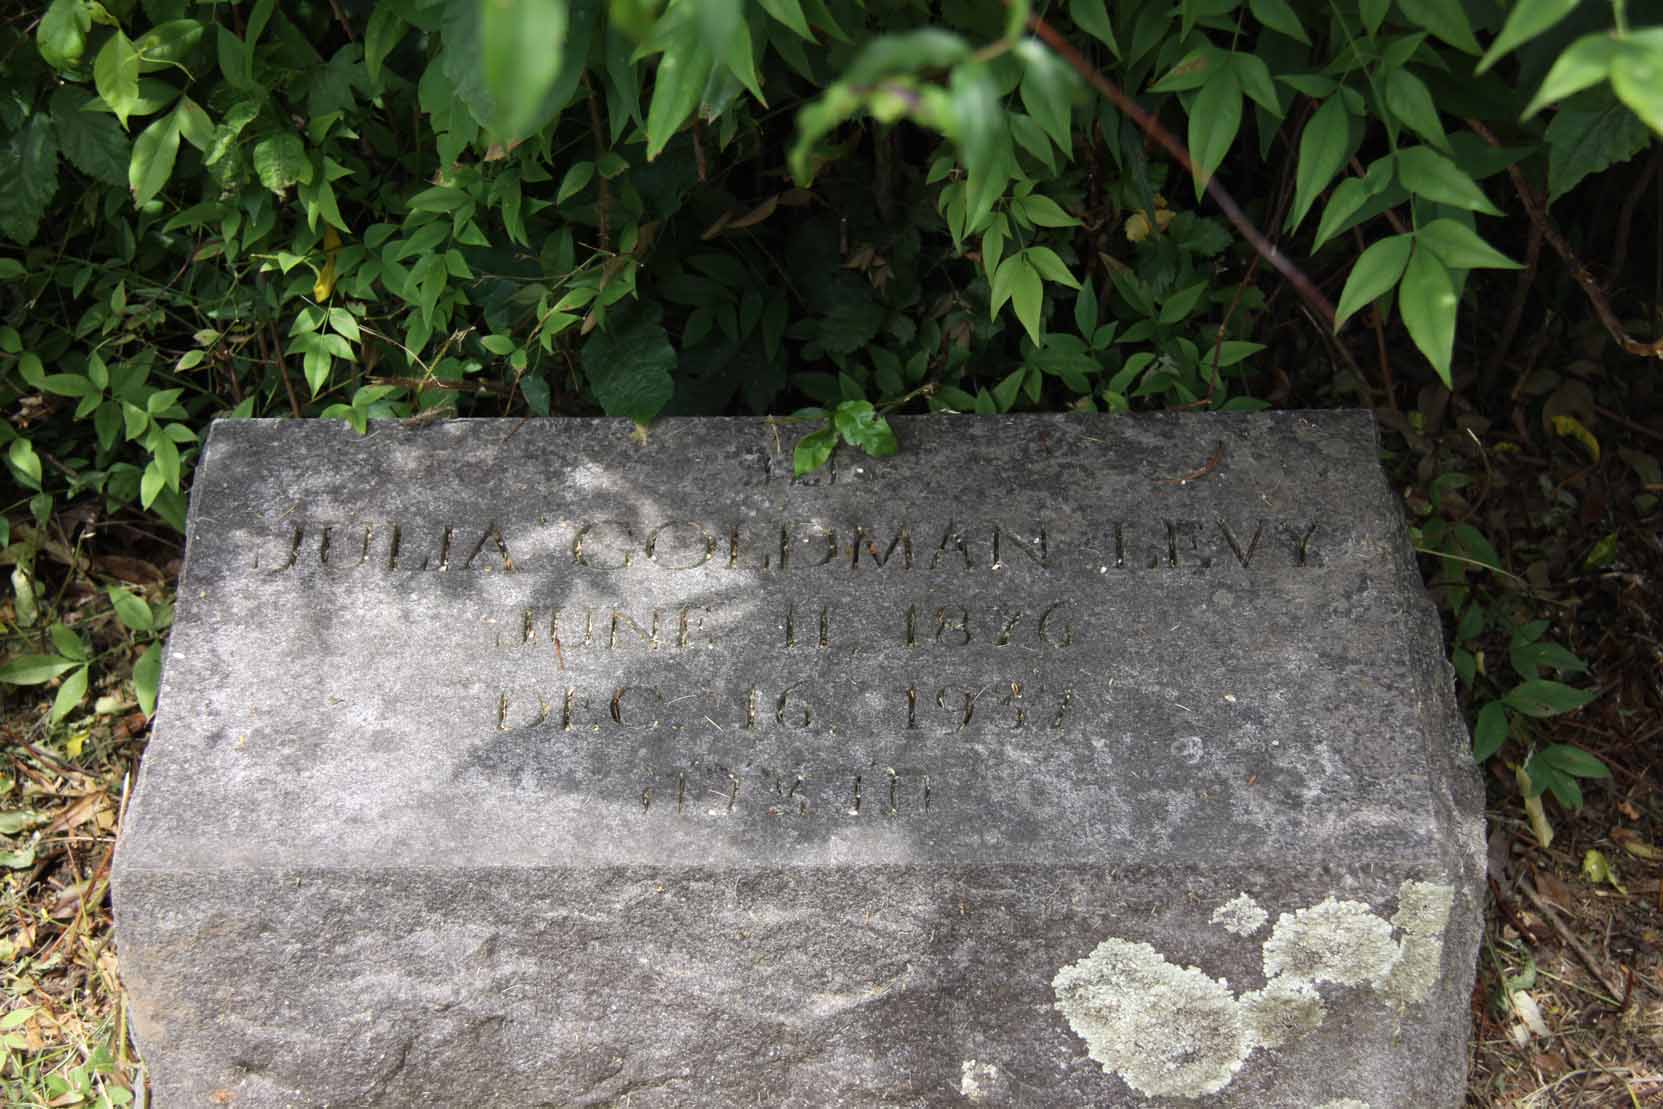 JULIA GOLDMAN LEVY
JUNE 11, 1876
DEC. 16, 1937